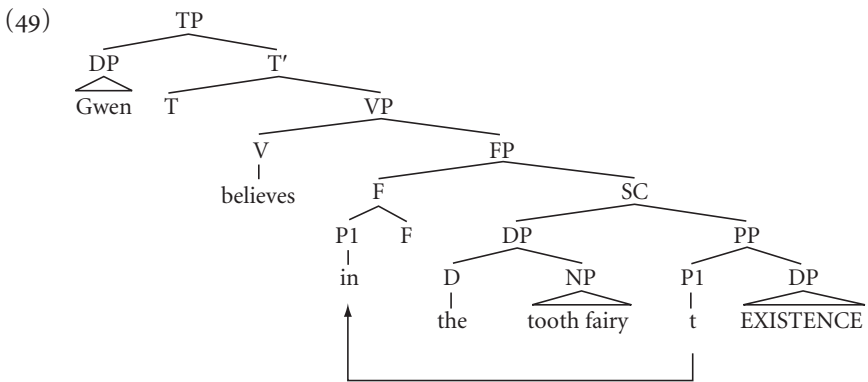 (49) TP
DP T′
Gwen T VP
V FP
believes F SC
P1 F DP PP
in D NP P1 DP
the tooth fairy t EXISTENCE